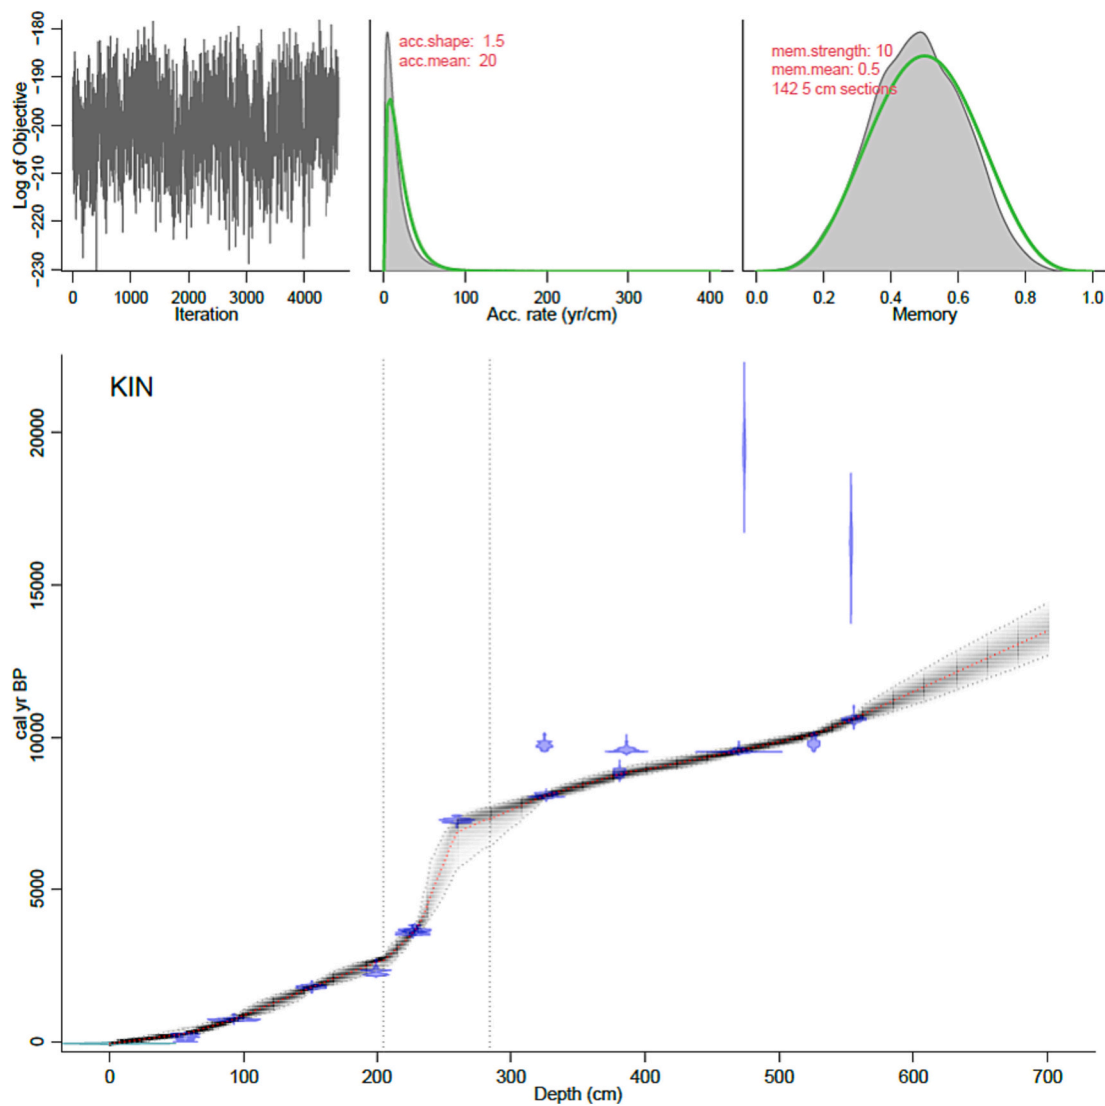 -180
-190
-200
-210
-220
-230
Log of Objective
0 1000 2000 3000 4000
Iteration
acc.shape: 1.5
acc.mean: 20
0 100 200 300 400
Acc. rate (yr/cm)
mem.strength: 10
mem.mean: 0.5
142 5 cm sections
0.0 0.2 0.4 0.6 0.8 1.0
Memory
KIN
20000
15000
10000
5000
0
cal yr BP
0 100 200 300 400 500 600 700
Depth (cm)